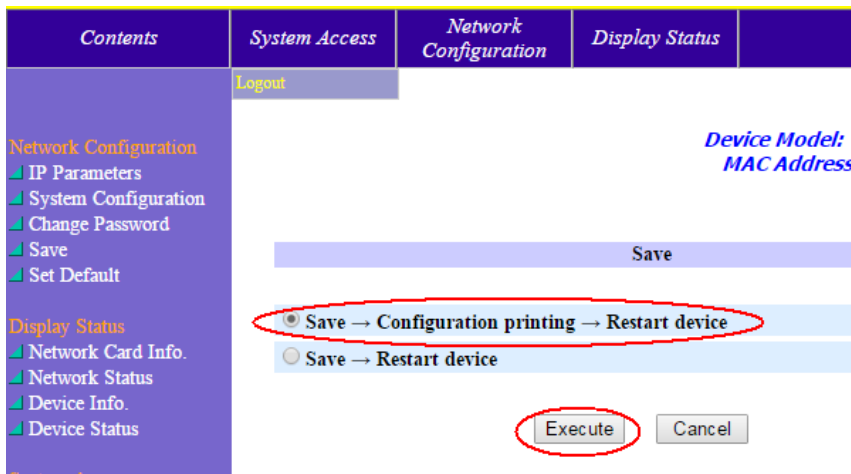 Contents
System Access
Network
Configuration
Display Status
Logout
Network Configuration
IP Parameters
System Configuration
Change Password
Save
Set Default
Display Status
Network Card Info.
Network Status
Device Info.
Device Status
Device Model:
MAC Address
Save
Save → Configuration printing → Restart device
Save → Restart device
Execute
Cancel